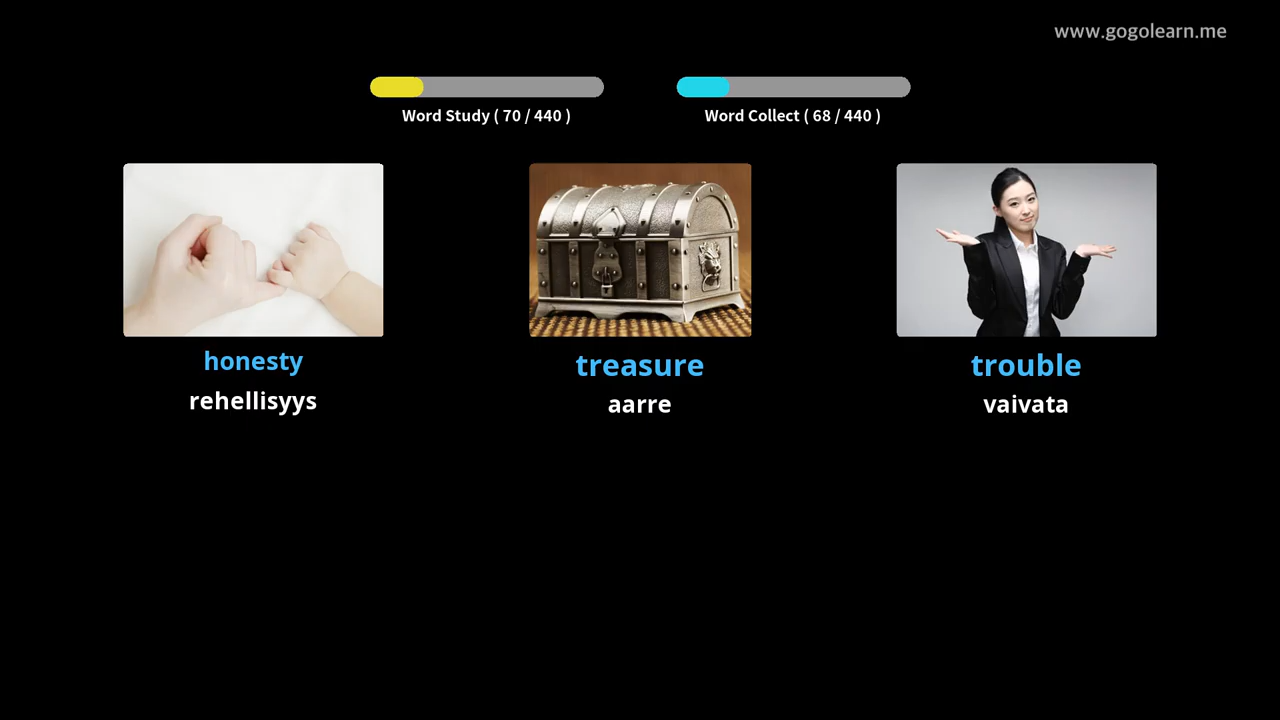 www.gogolearn.me
Word Study ( 70 / 440 )
Word Collect ( 68 / 440 )
honesty
rehellisyys
treasure
aarre
trouble
vaivata